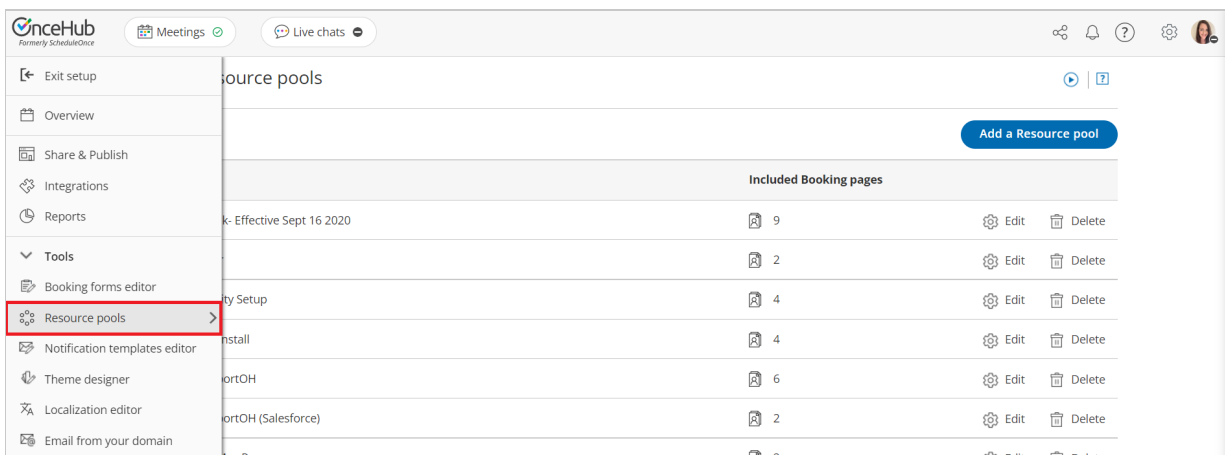 OnceHub
Formerly ScheduleOnce
Meetings
Live chats
?
Exit setup
Overview
Share & Publish
Integrations
Reports
Tools
Booking forms editor
Resource pools
Notification templates editor
Theme designer
Localization editor
Email from your domain
source pools
?
Add a Resource pool
Included Booking pages
k- Effective Sept 16 2020 9 Edit Delete
2 Edit Delete
ity Setup 4 Edit Delete
nstall 4 Edit Delete
ortOH 6 Edit Delete
ortOH (Salesforce) 2 Edit Delete